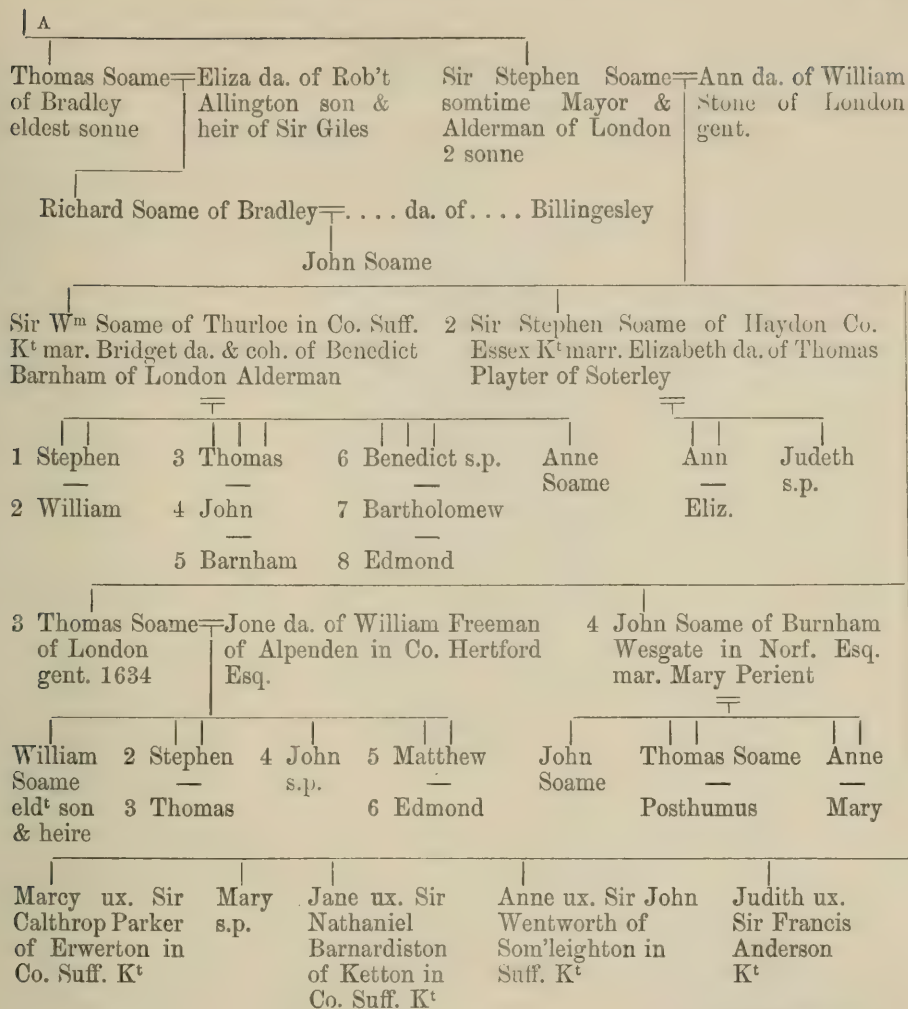 A
Thomas Soame Eliza da. of Rob't Sir Stephen Soame Ann da. of William
of Bradley Allington son & somtime Mayor & Stone of London
eldest sonne heir of Sir Giles Alderman of London gent.
2 sonne
Richard Soame of Bradley . . . . da. of . . . . Billingesley
John Soame
Sir Wᵐ Soame of Thurloe in Co. Suff. 2 Sir Stephen Soame of Haydon Co.
Kᵗ mar. Bridget da. & coh. of Benedict Essex Kᵗ marr. Elizabeth da. of Thomas
Barnham of London Alderman Playter of Soterley
1 Stephen 3 Thomas 6 Benedict s.p. Anne Ann Judeth
Soame — s.p.
2 William 4 John 7 Bartholomew Eliz.
5 Barnham 8 Edmond
3 Thomas Soame Jone da. of William Freeman 4 John Soame of Burnham
of London of Alpenden in Co. Hertford Wesgate in Norf. Esq.
gent. 1634 Esq. mar. Mary Perient
William 2 Stephen 4 John 5 Matthew John Thomas Soame Anne
Soame — s.p. — Soame — —
eldᵗ son 3 Thomas 6 Edmond Posthumus Mary
& heire
Marcy ux. Sir Mary Jane ux. Sir Anne ux. Sir John Judith ux.
Calthrop Parker s.p. Nathaniel Wentworth of Sir Francis
of Erwerton in Barnardiston Som'leighton in Anderson
Co. Suff. Kᵗ of Ketton in Suff. Kᵗ Kᵗ
Co. Suff. Kᵗ